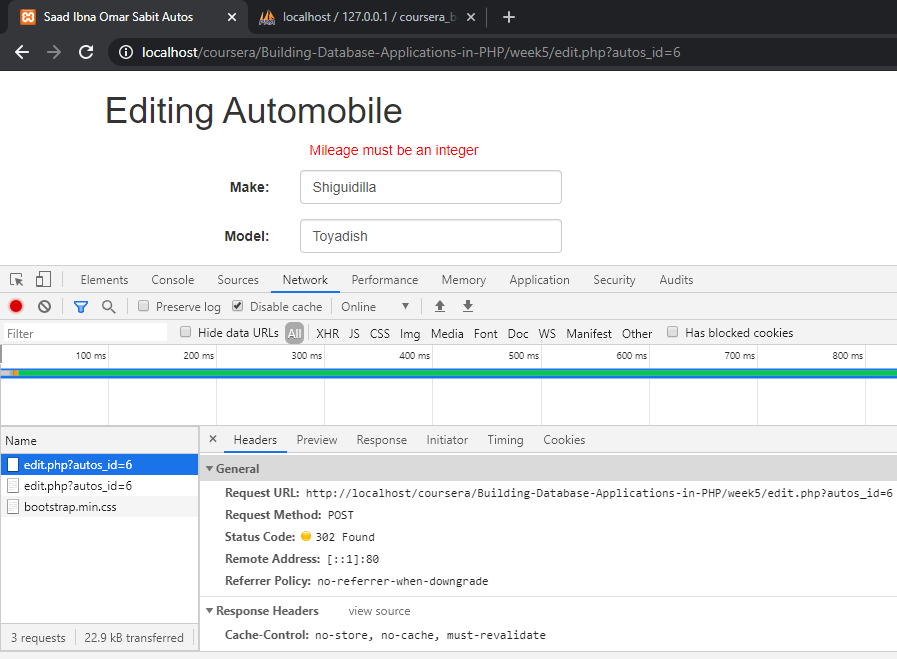 Saad Ibna Omar Sabit Autos
localhost / 127.0.0.1 / coursera_b
localhost/coursera/Building-Database-Applications-in-PHP/week5/edit.php?autos_id=6
Editing Automobile
Mileage must be an integer
Make: Shiguidilla
Model: Toyadish
Elements Console Sources Network Performance Memory Application Security Audits
Preserve log Disable cache Online
Filter Hide data URLs All XHR JS CSS Img Media Font Doc WS Manifest Other Has blocked cookies
100 ms 200 ms 300 ms 400 ms 500 ms 600 ms 700 ms 800 ms
Name
edit.php?autos_id=6
edit.php?autos_id=6
bootstrap.min.css
3 requests 22.9 kB transferred
Headers Preview Response Initiator Timing Cookies
General
Request URL: http://localhost/coursera/Building-Database-Applications-in-PHP/week5/edit.php?autos_id=6
Request Method: POST
Status Code: 302 Found
Remote Address: [::1]:80
Referrer Policy: no-referrer-when-downgrade
Response Headers view source
Cache-Control: no-store, no-cache, must-revalidate